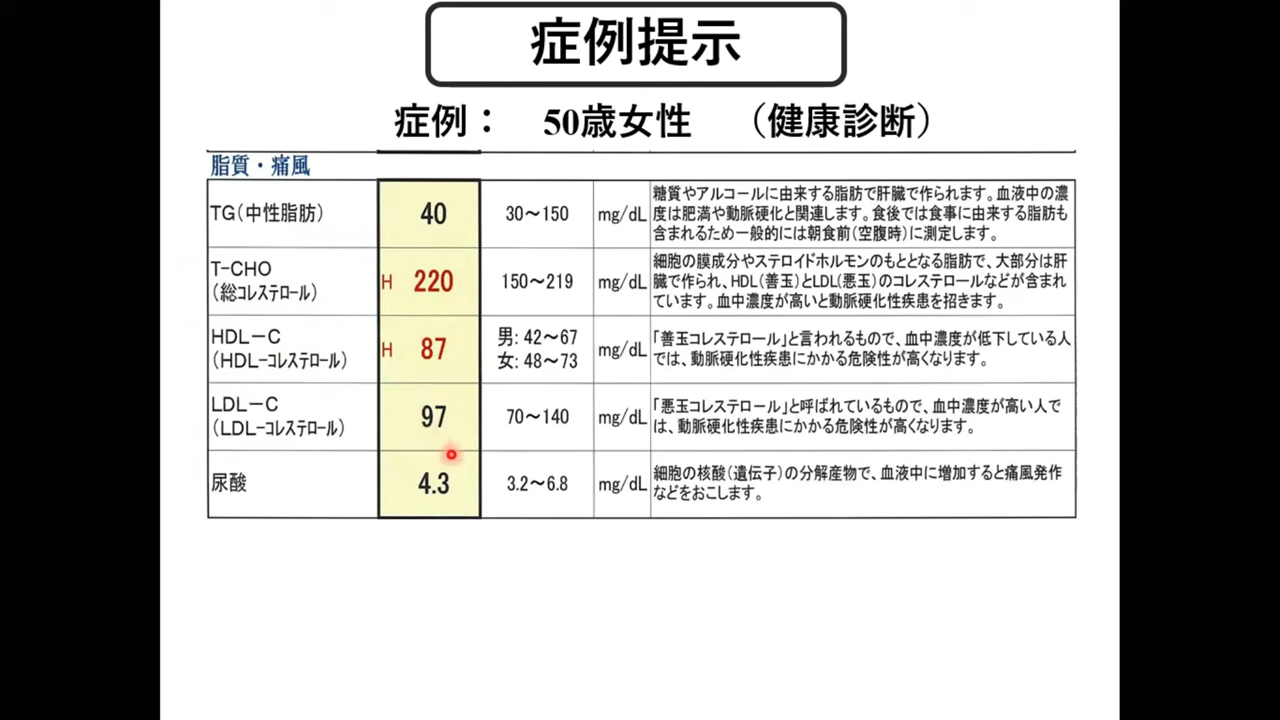 症例提示
症例： 50歳女性 （健康診断）
脂質・痛風
TG（中性脂肪） 40 30〜150 mg/dL 糖質やアルコールに由来する脂肪で肝臓で作られます。血液中の濃
度は肥満や動脈硬化と関連します。食後では食事に由来する脂肪も
含まれるため一般的には朝食前（空腹時）に測定します。
T-CHO
（総コレステロール） H 220 150〜219 mg/dL 細胞の膜成分やステロイドホルモンのもととなる脂肪で、大部分は肝
臓で作られ、HDL（善玉）とLDL（悪玉）のコレステロールなどが含まれ
ています。血中濃度が高いと動脈硬化性疾患を招きます。
HDL－C
（HDL-コレステロール） H 87 男: 42〜67
女: 48〜73 mg/dL 「善玉コレステロール」と言われるもので、血中濃度が低下している人
では、動脈硬化性疾患にかかる危険性が高くなります。
LDL－C
（LDL-コレステロール） 97 70〜140 mg/dL 「悪玉コレステロール」と呼ばれているもので、血中濃度が高い人で
は、動脈硬化性疾患にかかる危険性が高くなります。
尿酸 4.3 3.2〜6.8 mg/dL 細胞の核酸（遺伝子）の分解産物で、血液中に増加すると痛風発作
などをおこします。